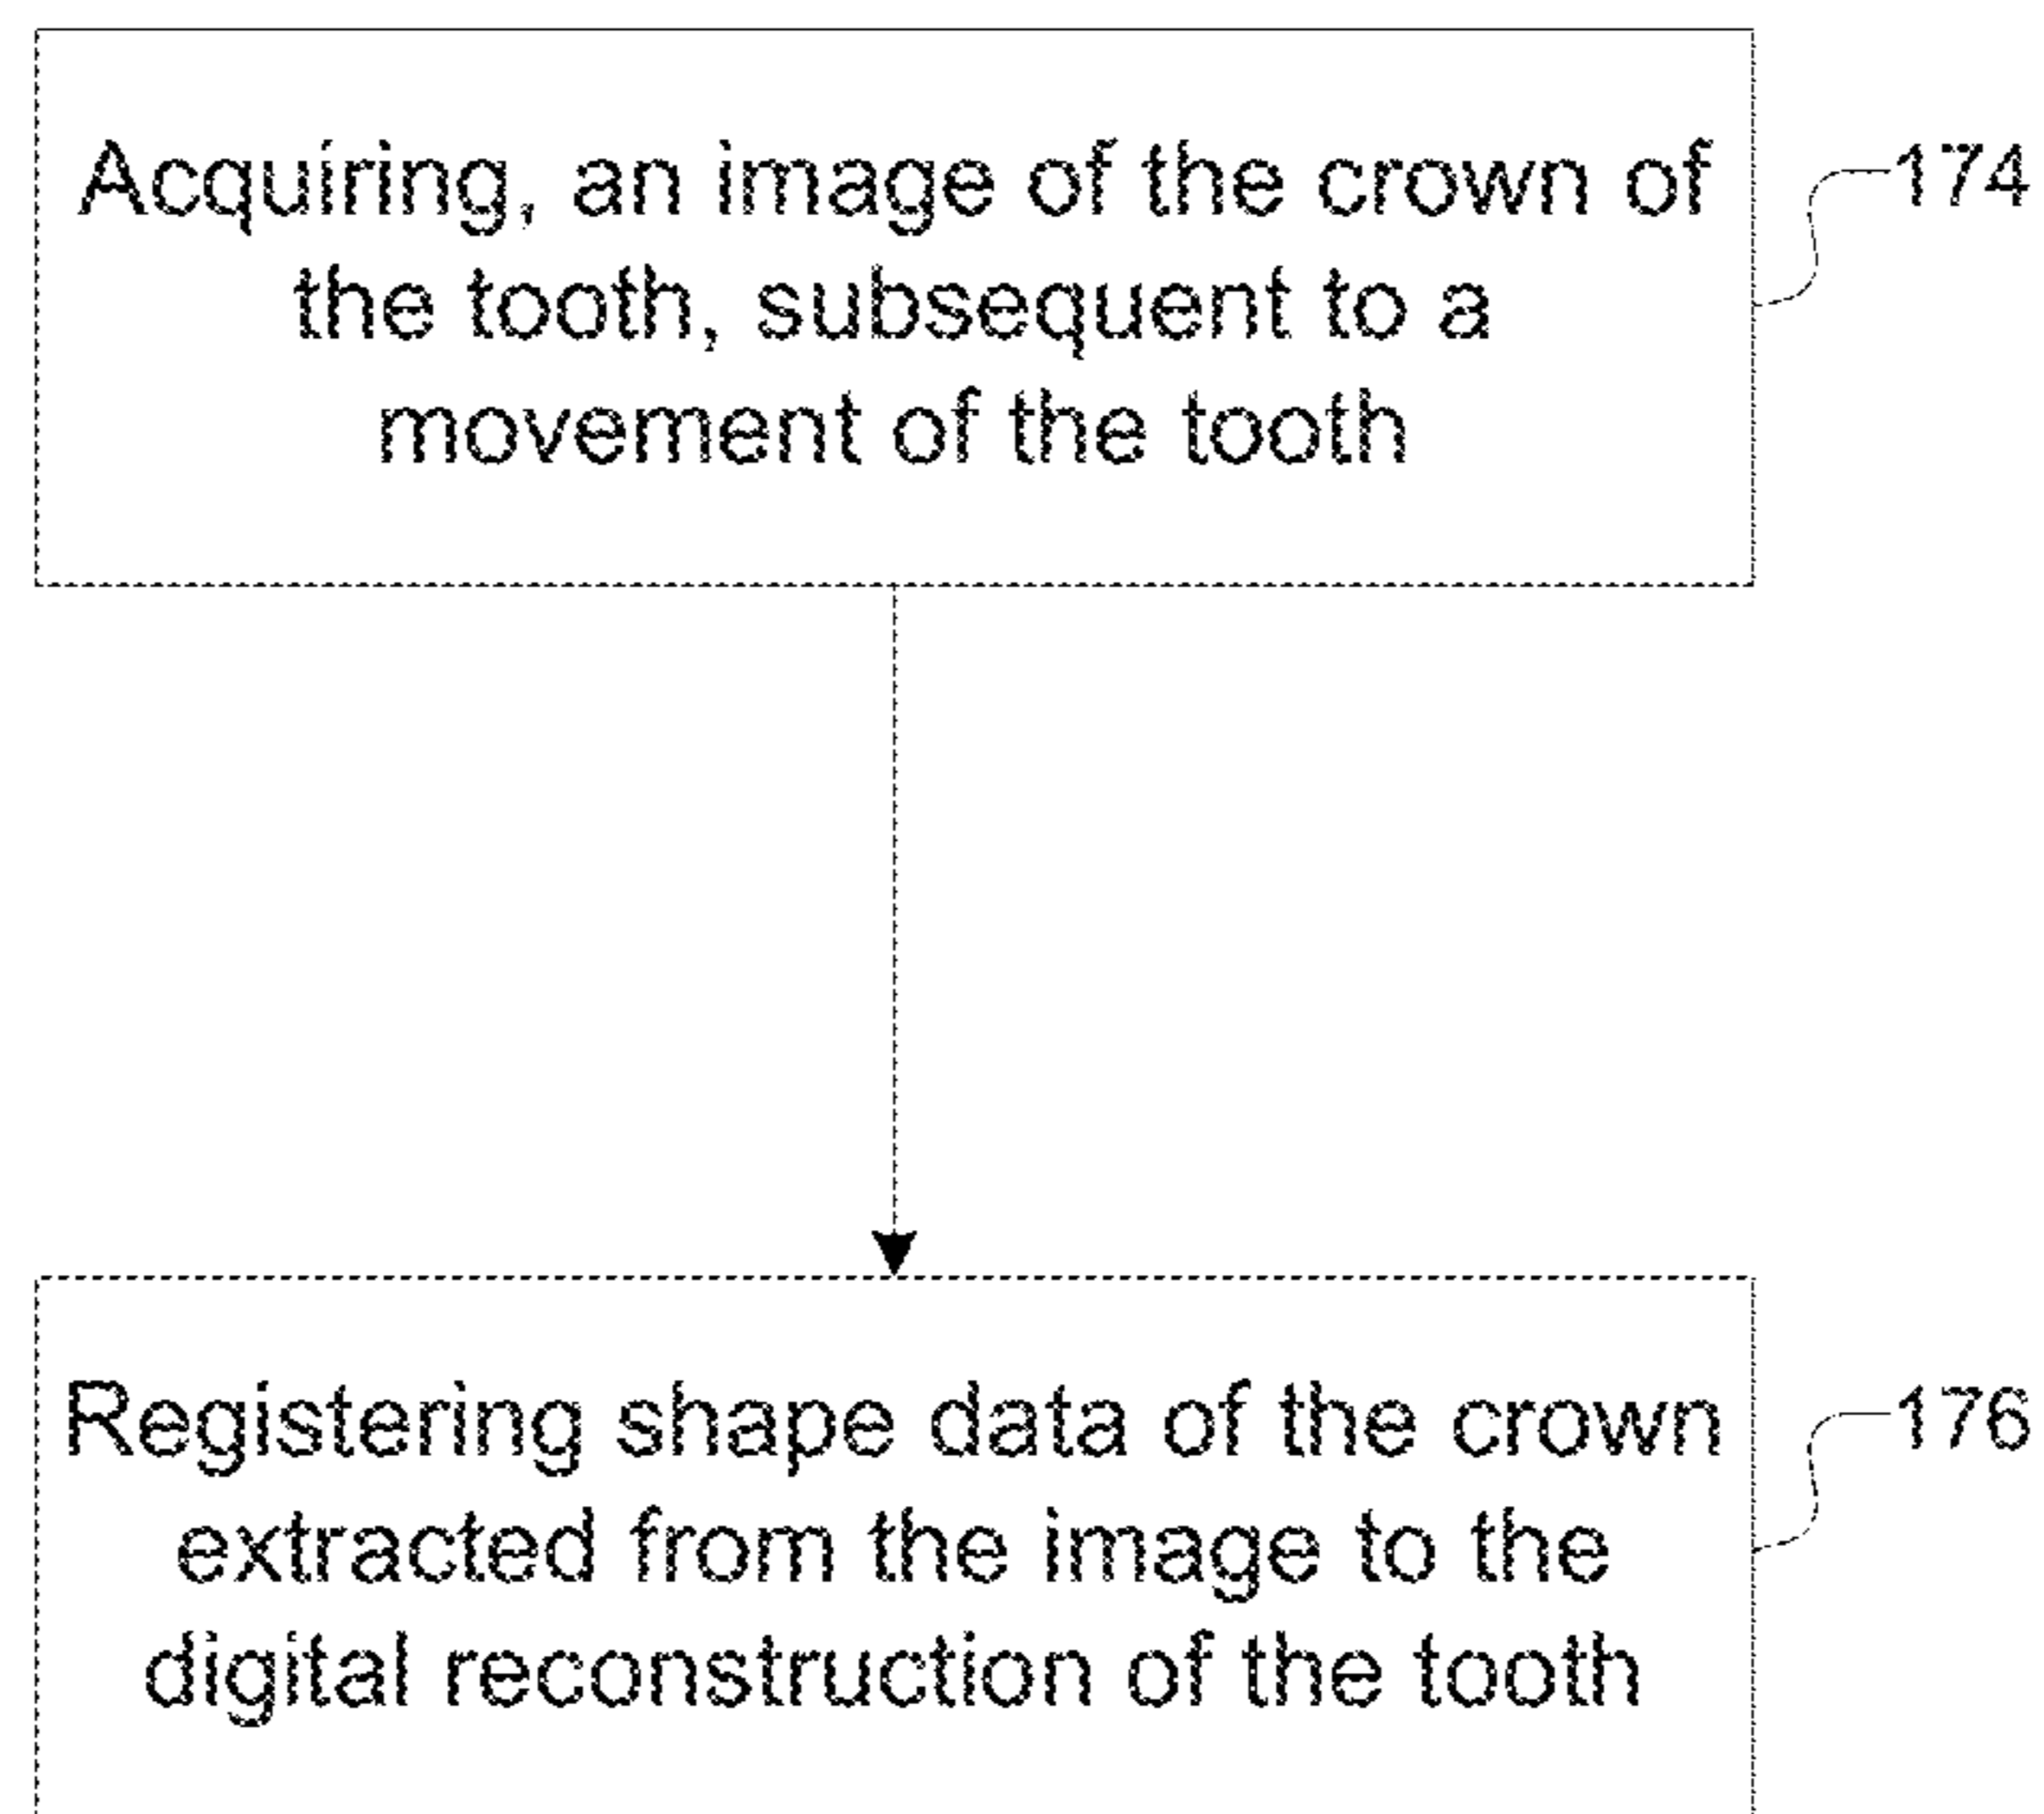 Acquiring, an image of the crown of
the tooth, subsequent to a
movement of the tooth
174
Registering shape data of the crown
extracted from the image to the
digital reconstruction of the tooth
176